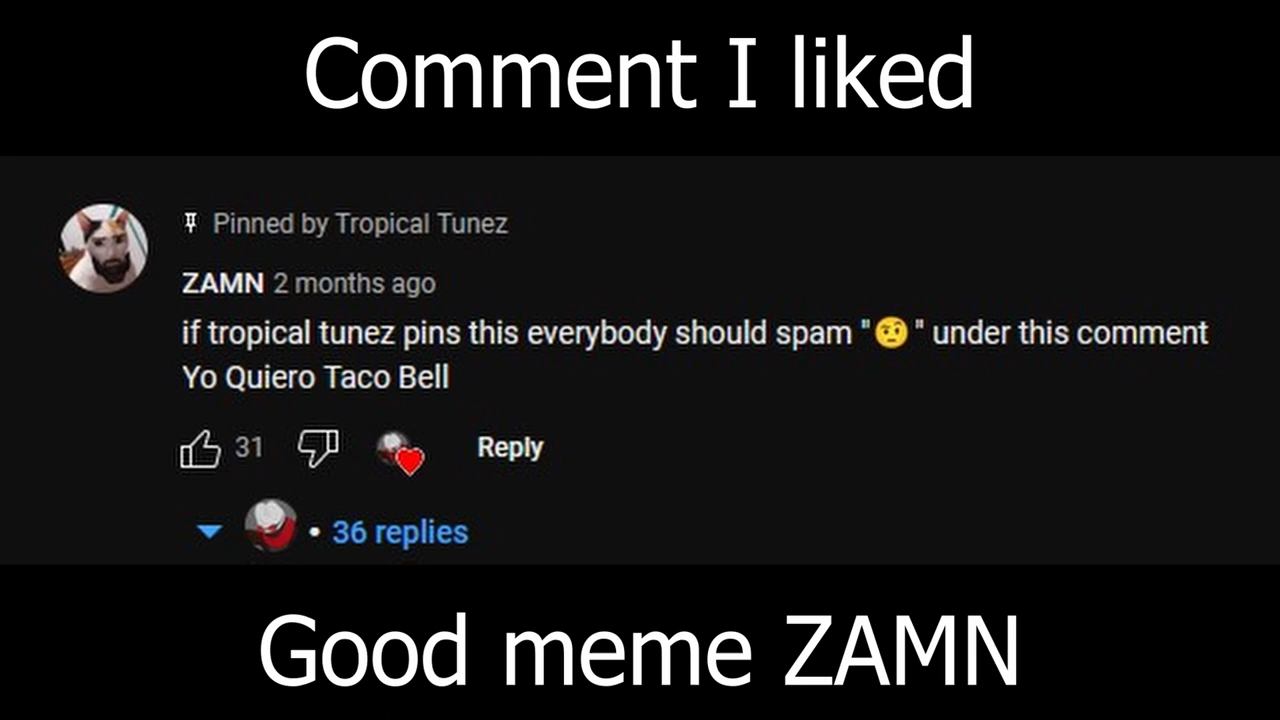 Comment I liked
Pinned by Tropical Tunez
ZAMN 2 months ago
if tropical tunez pins this everybody should spam "🤨" under this comment
Yo Quiero Taco Bell
31 Reply
• 36 replies
Good meme ZAMN